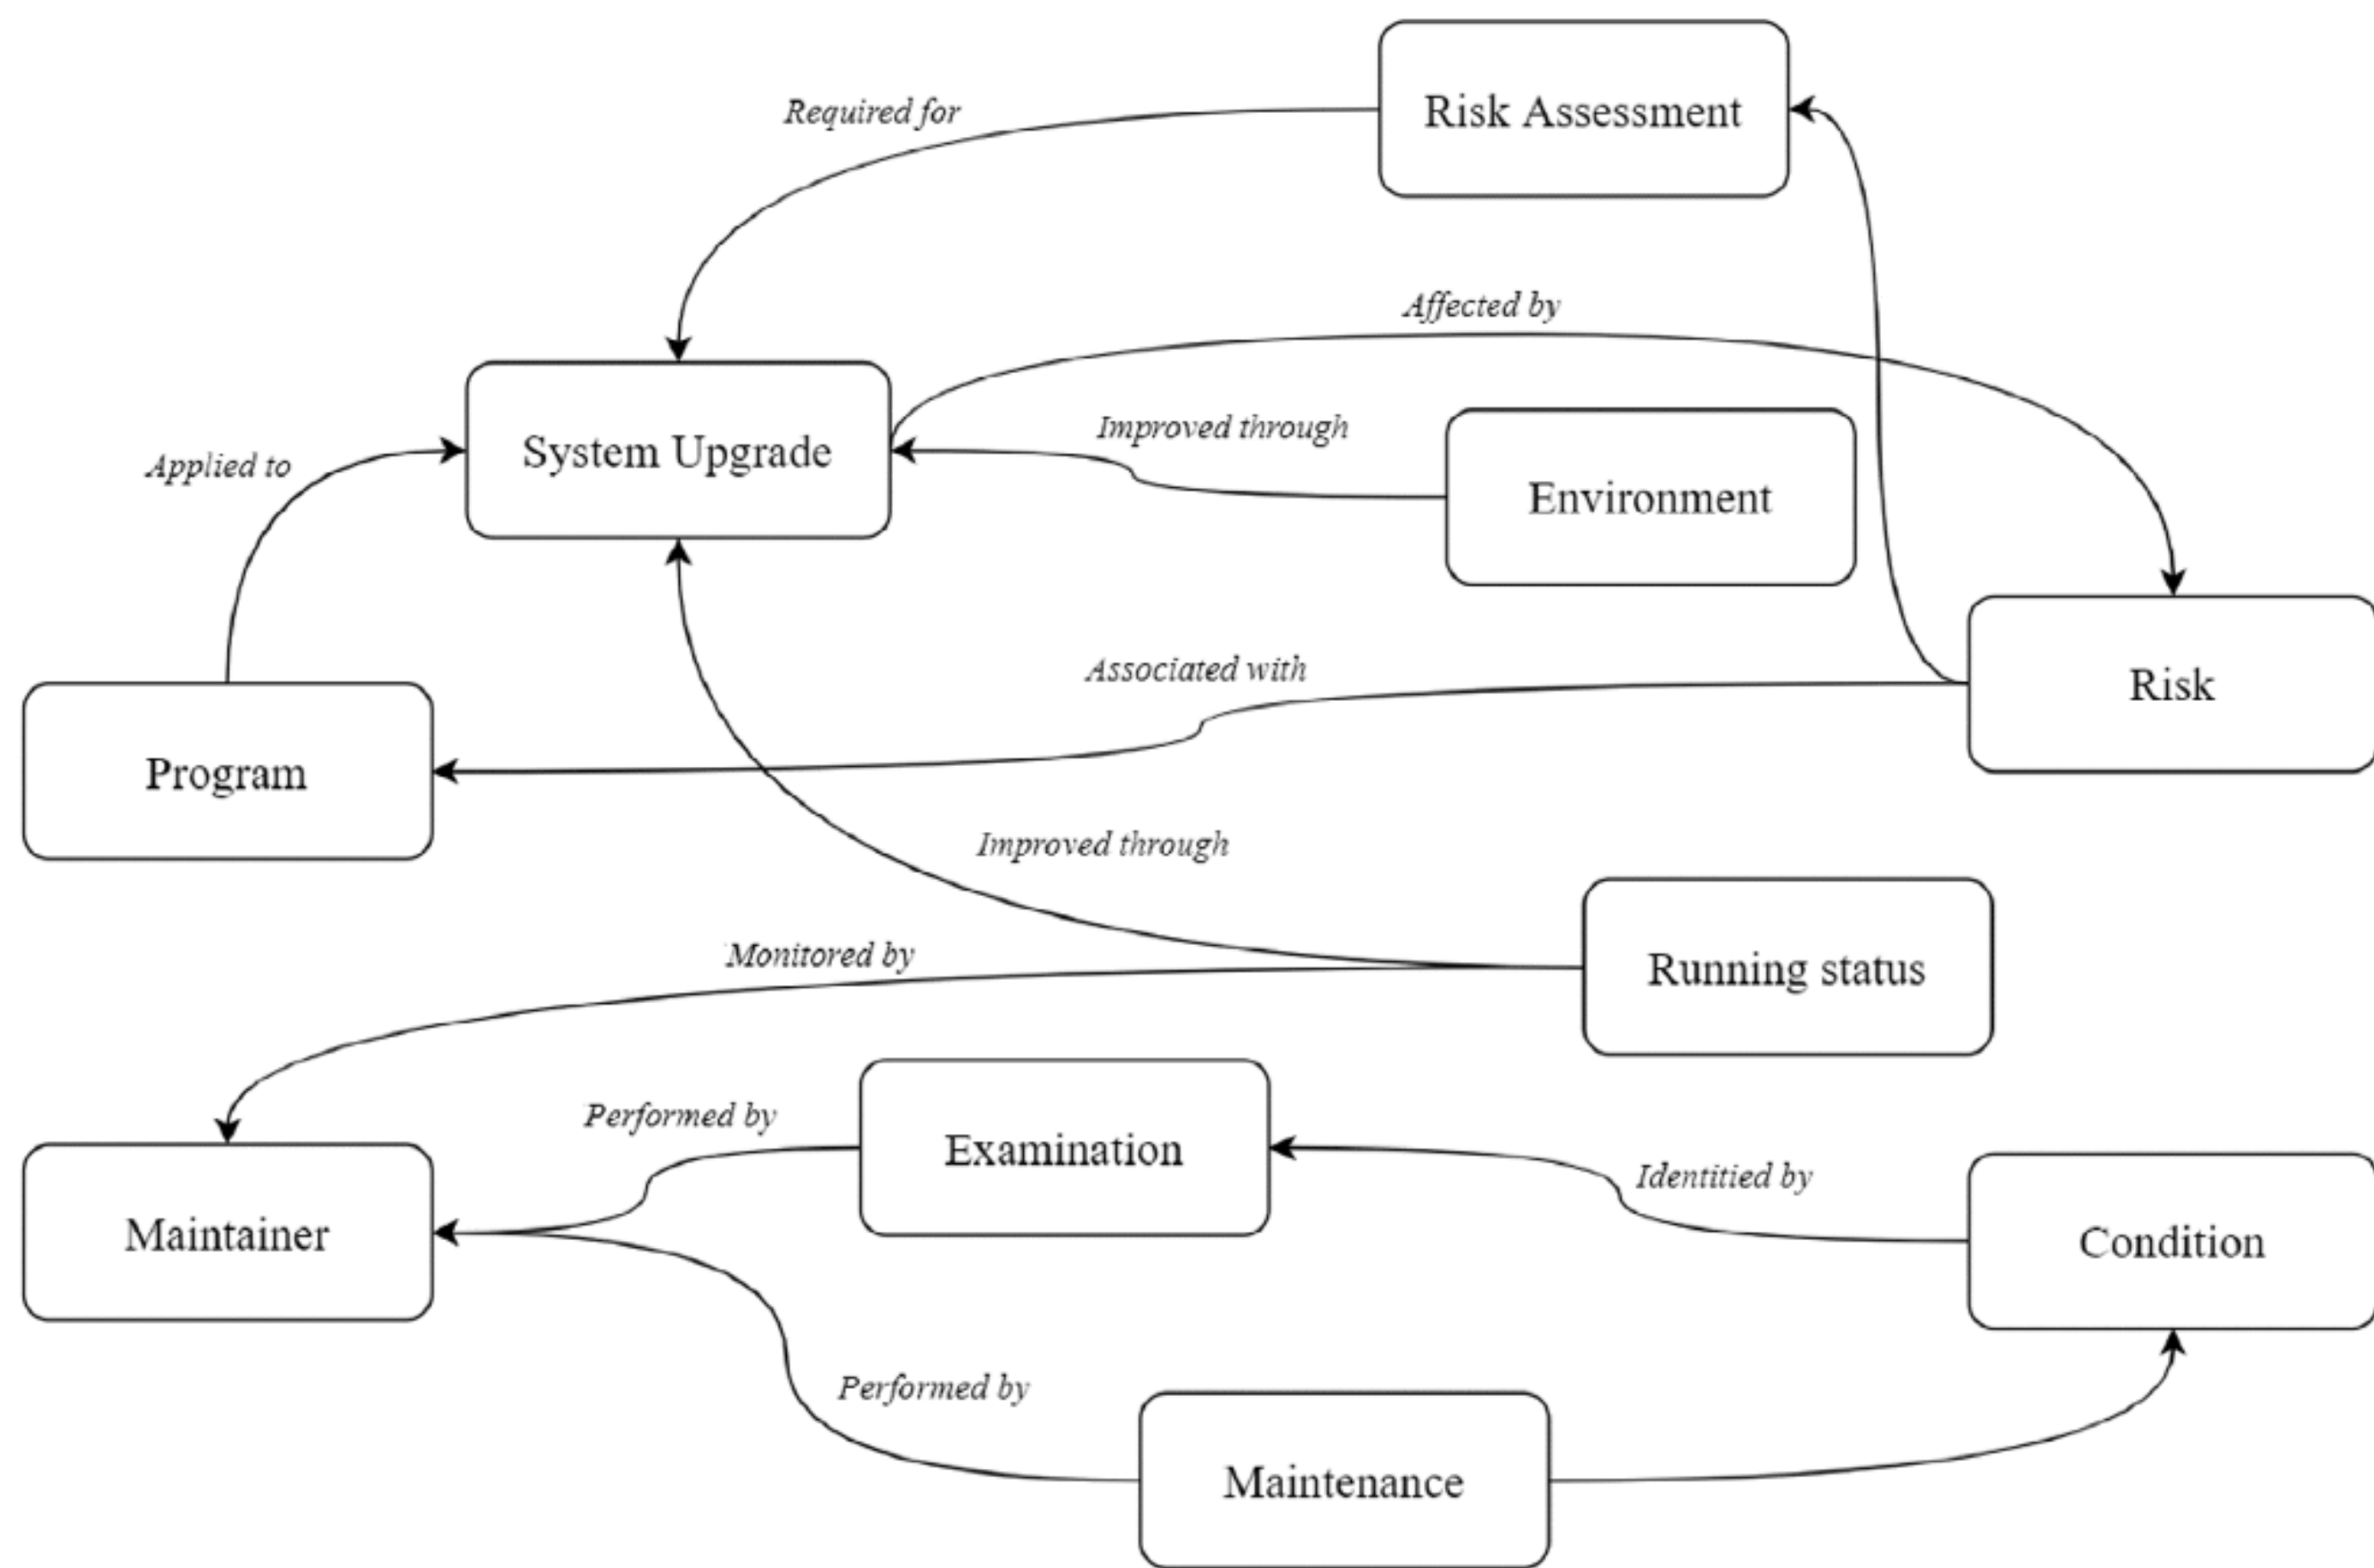 Risk Assessment
Required for
Affected by
Improved through
System Upgrade
Applied to
Environment
Associated with
Risk
Program
Improved through
Monitored by
Running status
Performed by
Examination
Identitied by
Maintainer
Condition
Performed by
Maintenance